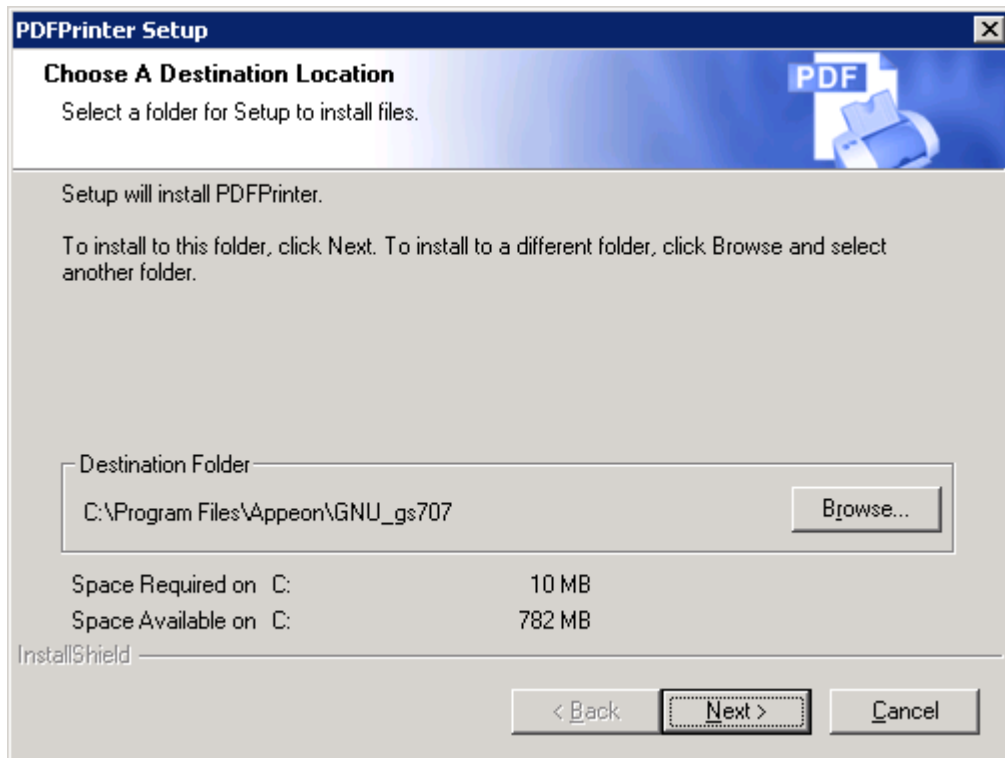 PDFPrinter Setup
Choose A Destination Location
Select a folder for Setup to install files.
PDF
Setup will install PDFPrinter.
To install to this folder, click Next. To install to a different folder, click Browse and select
another folder.
Destination Folder
C:\Program Files\Appeon\GNU_gs707
Browse...
Space Required on C: 10 MB
Space Available on C: 782 MB
InstallShield
< Back Next > Cancel